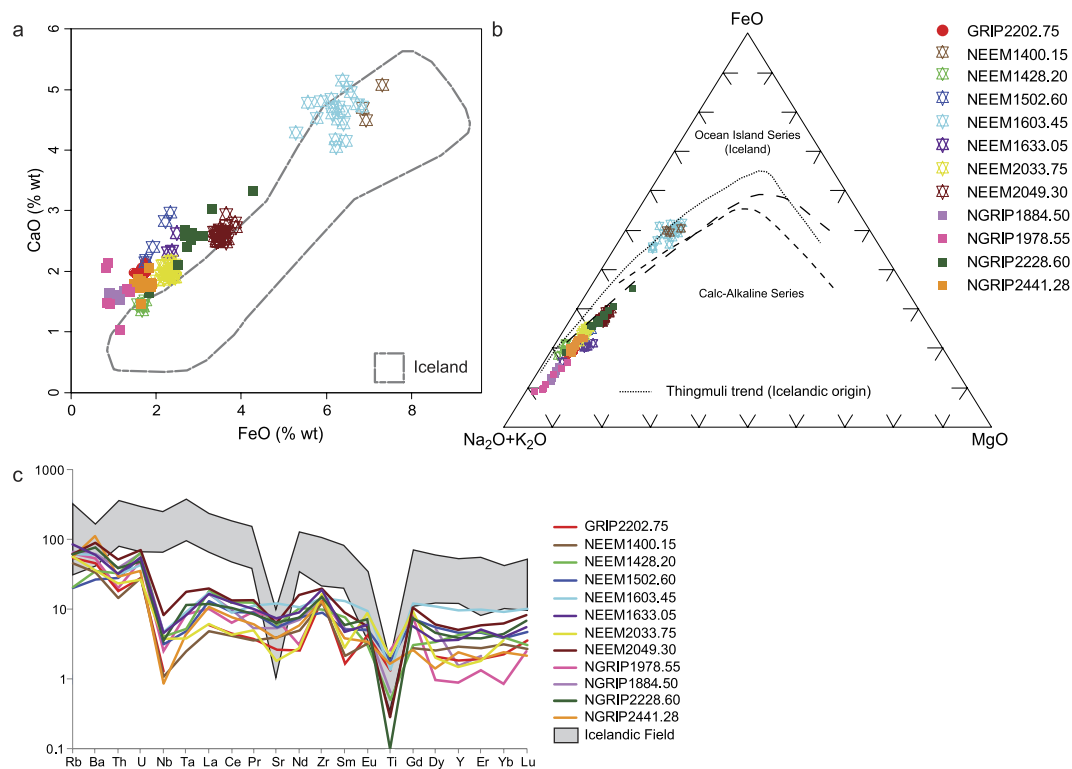 a
CaO (% wt)
6
5
4
3
2
1
0
0
2
4
6
8
FeO (% wt)
Iceland
b
FeO
Ocean Island Series
(Iceland)
Calc-Alkaline Series
Thingmuli trend (Icelandic origin)
Na₂O+K₂O
MgO
GRIP2202.75
NEEM1400.15
NEEM1428.20
NEEM1502.60
NEEM1603.45
NEEM1633.05
NEEM2033.75
NEEM2049.30
NGRIP1884.50
NGRIP1978.55
NGRIP2228.60
NGRIP2441.28
c
1000
100
10
1
0.1
Rb Ba Th U Nb Ta La Ce Pr Sr Nd Zr Sm Eu Ti Gd Dy Y Er Yb Lu
GRIP2202.75
NEEM1400.15
NEEM1428.20
NEEM1502.60
NEEM1603.45
NEEM1633.05
NEEM2033.75
NEEM2049.30
NGRIP1978.55
NGRIP1884.50
NGRIP2228.60
NGRIP2441.28
Icelandic Field